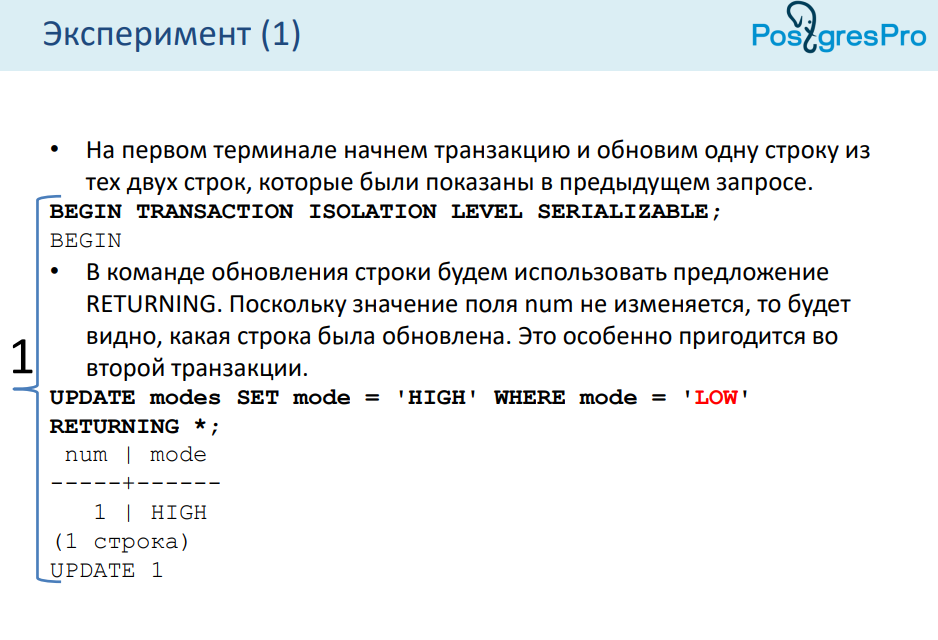 Эксперимент (1)
PostgresPro
• На первом терминале начнем транзакцию и обновим одну строку из
тех двух строк, которые были показаны в предыдущем запросе.
BEGIN TRANSACTION ISOLATION LEVEL SERIALIZABLE;
BEGIN
• В команде обновления строки будем использовать предложение
RETURNING. Поскольку значение поля num не изменяется, то будет
видно, какая строка была обновлена. Это особенно пригодится во
второй транзакции.
1
UPDATE modes SET mode = 'HIGH' WHERE mode = 'LOW'
RETURNING *;
num | mode
-----+------
1 | HIGH
(1 строка)
UPDATE 1